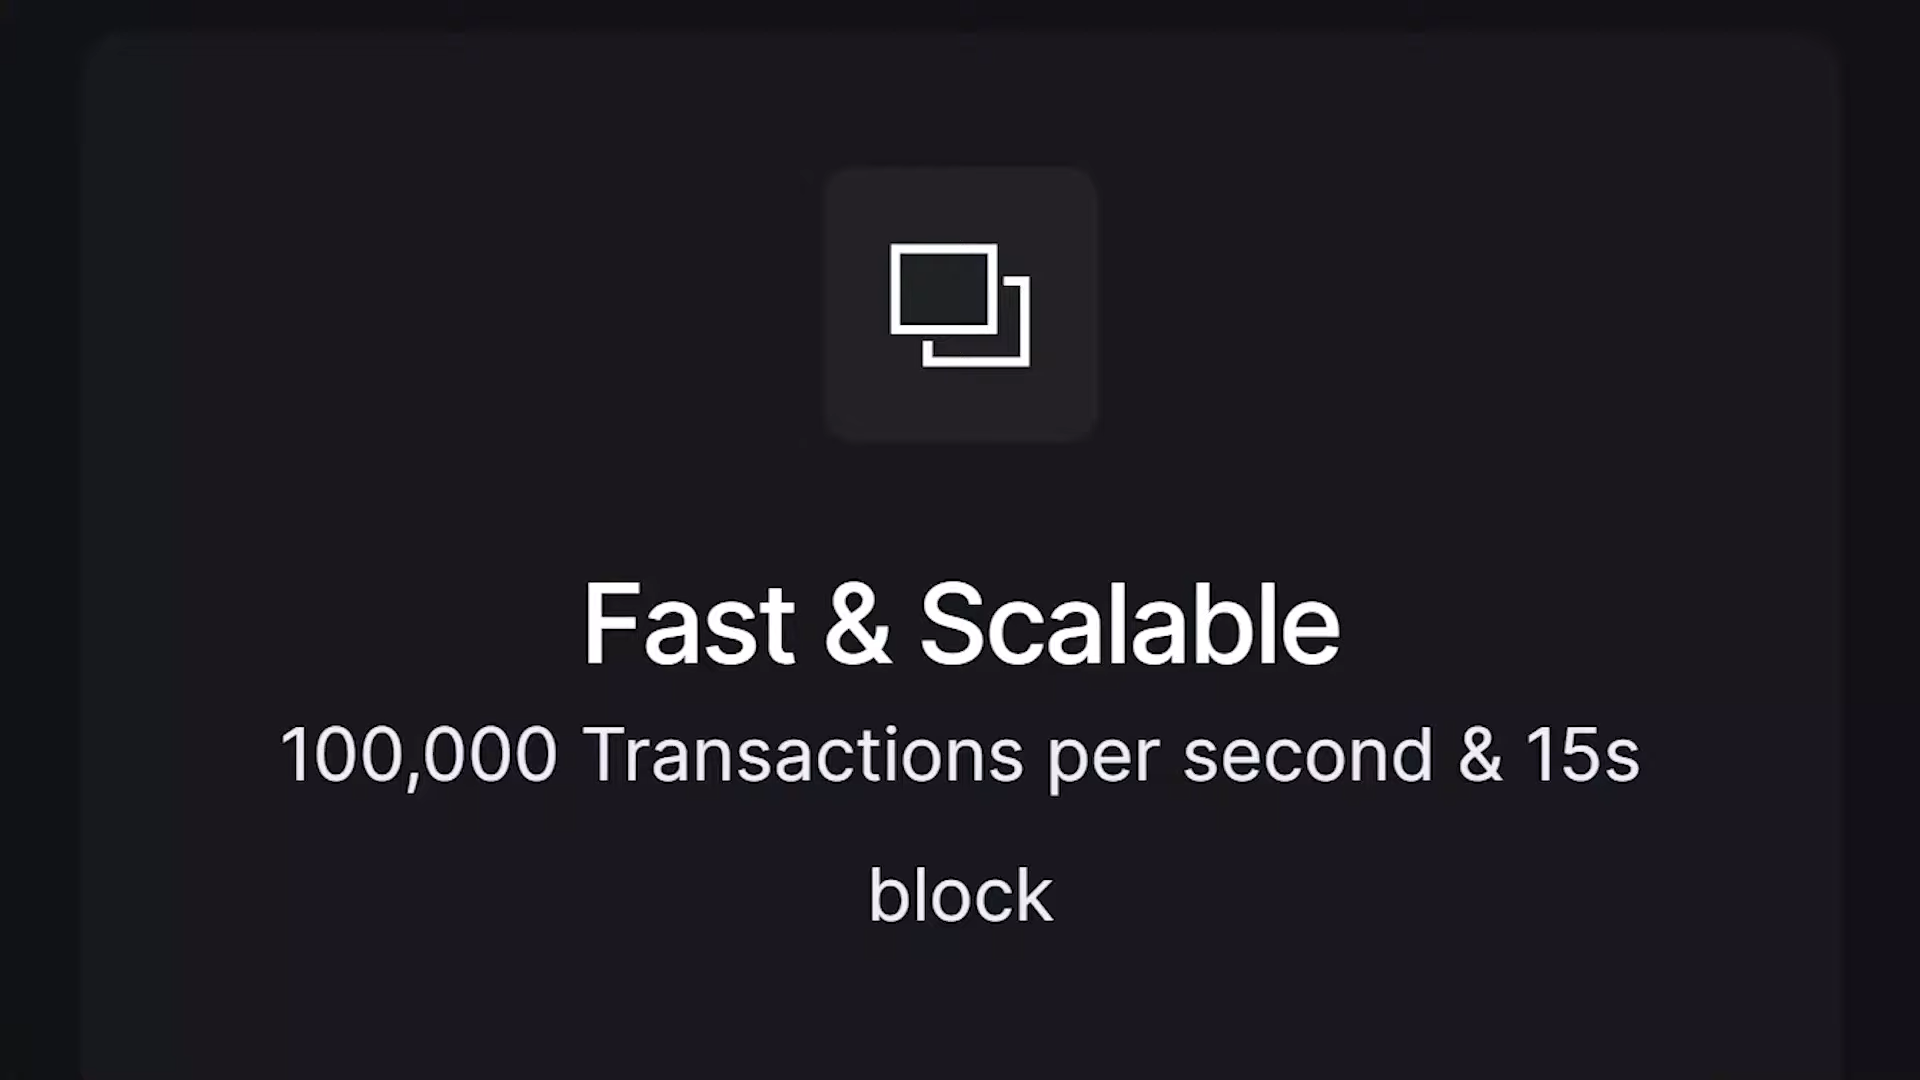 Fast & Scalable
100,000 Transactions per second & 15s
block